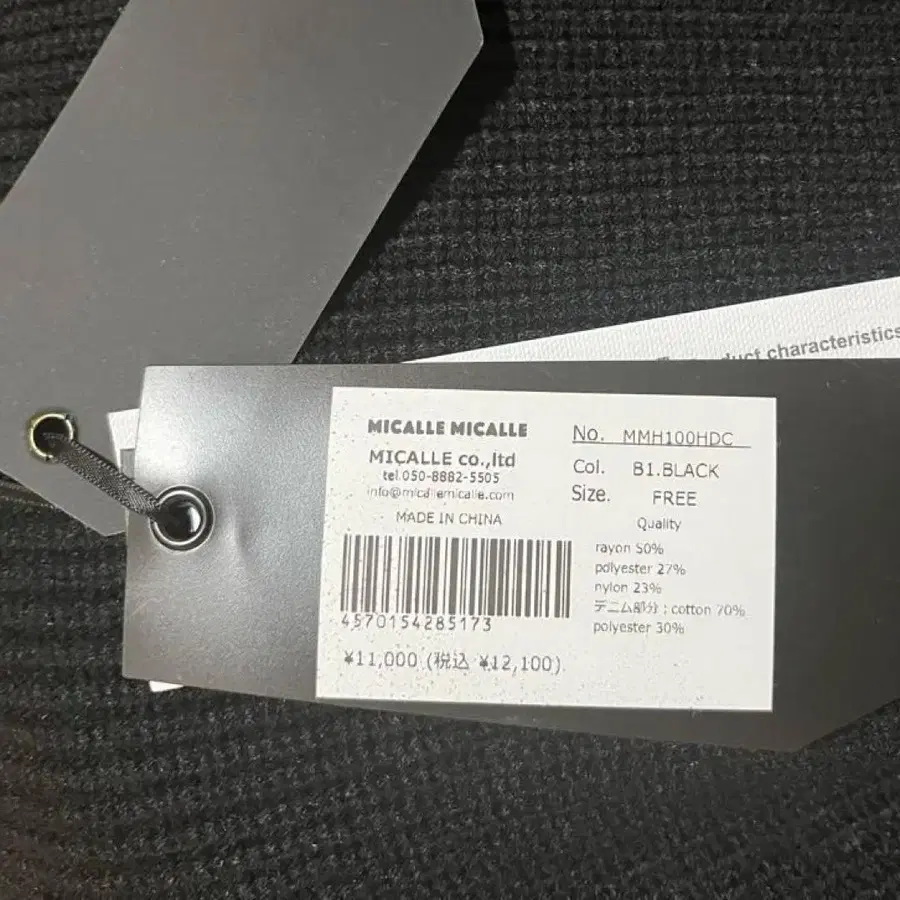 product characteristics
MICALLE MICALLE
MICALLE co.,ltd
tel.050-8882-5505
info@micallemicalle.com
MADE IN CHINA
4570154285173
¥11,000 (税込 ¥12,100)
No. MMH100HDC
Col. B1.BLACK
Size. FREE
Quality
rayon 50%
polyester 27%
nylon 23%
デニム部分 : cotton 70%
polyester 30%